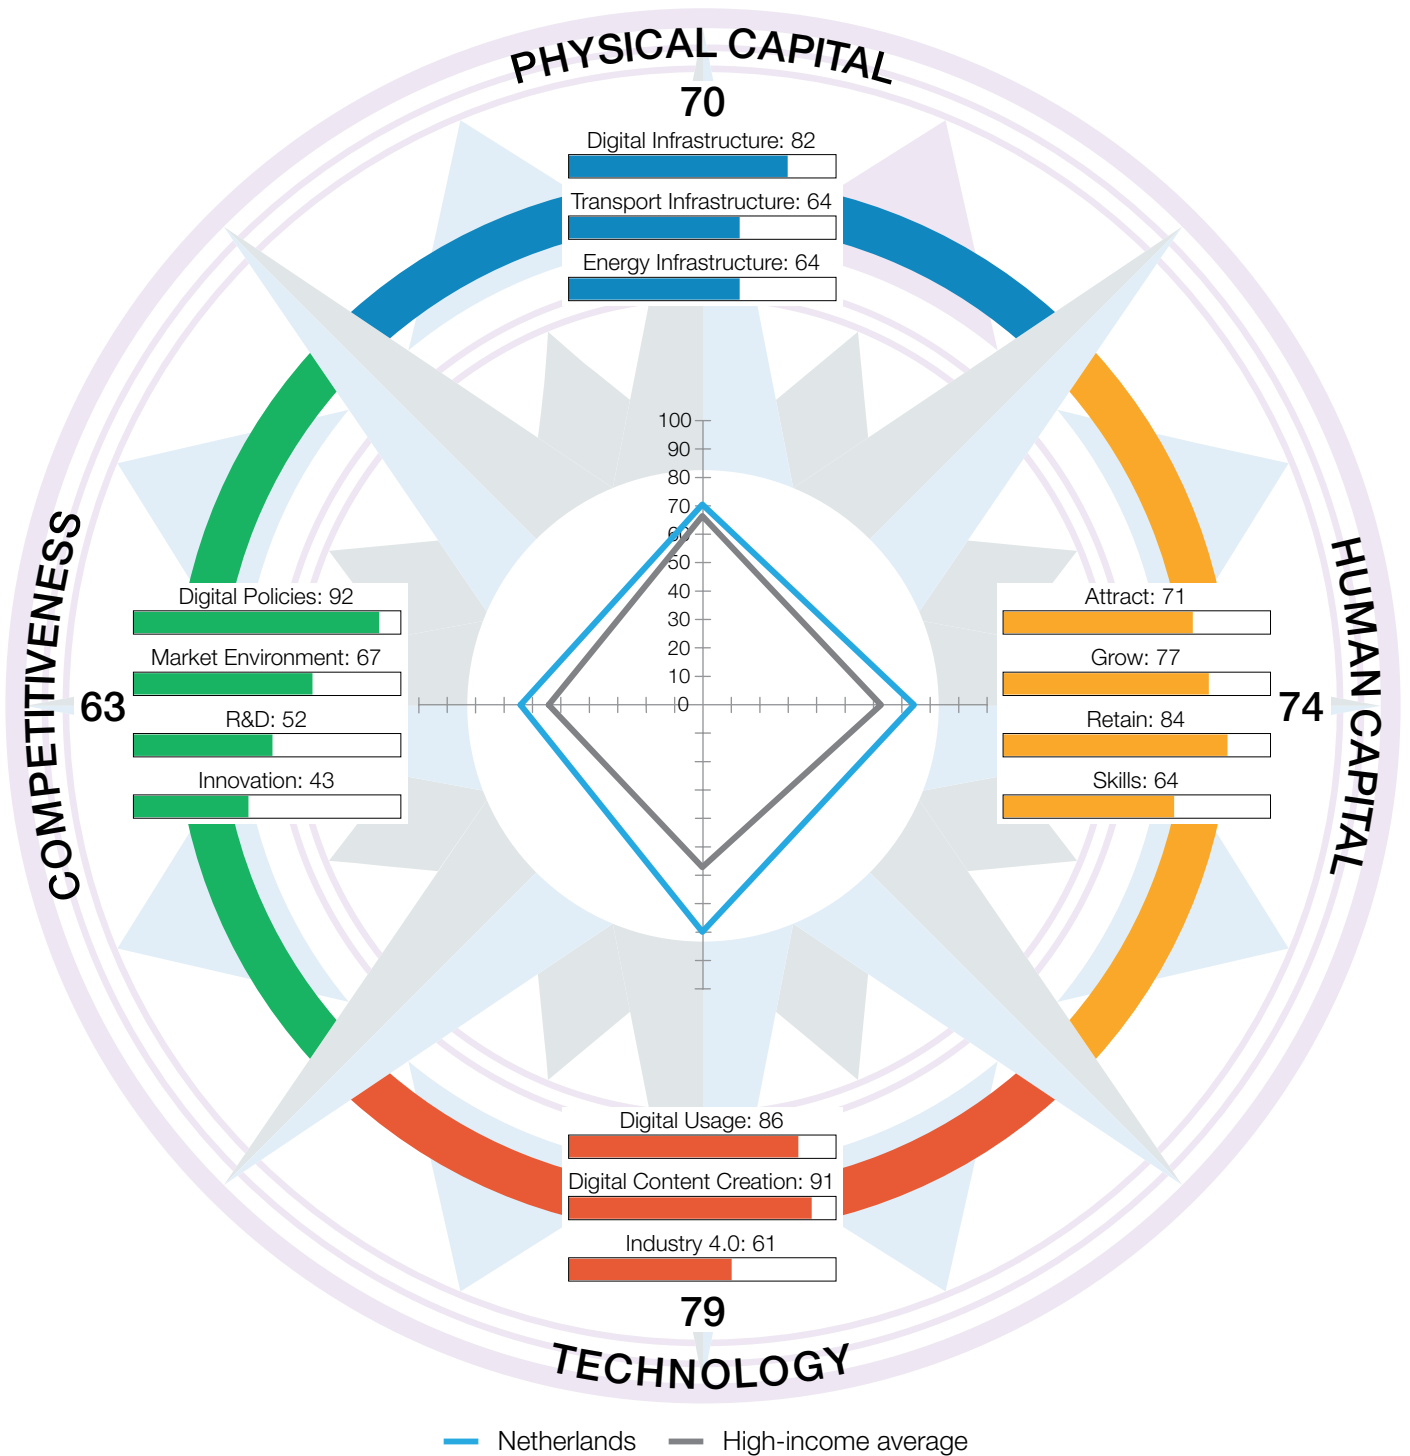 PHYSICAL CAPITAL
70
Digital Infrastructure: 82
Transport Infrastructure: 64
Energy Infrastructure: 64
100
90
80
70
60
50
40
30
20
10
0
COMPETITIVENESS
63
Digital Policies: 92
Market Environment: 67
R&D: 52
Innovation: 43
HUMAN CAPITAL
74
Attract: 71
Grow: 77
Retain: 84
Skills: 64
Digital Usage: 86
Digital Content Creation: 91
Industry 4.0: 61
79
TECHNOLOGY
Netherlands
High-income average